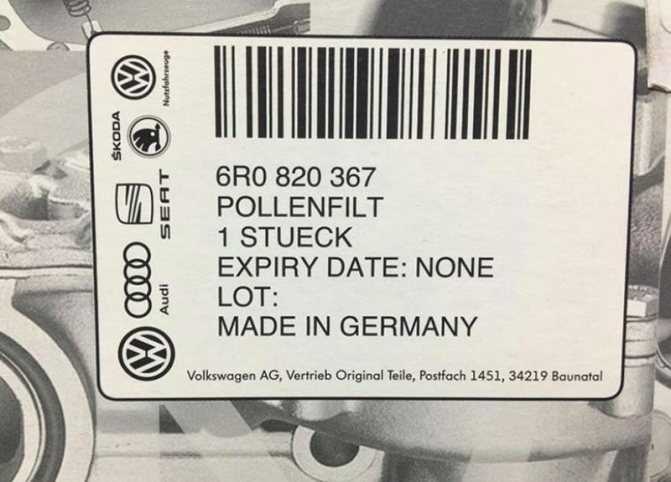 Nutzfahrzeuge
ŠKODA
SEAT
Audi
6R0 820 367
POLLENFILT
1 STUECK
EXPIRY DATE: NONE
LOT:
MADE IN GERMANY
Volkswagen AG, Vertrieb Original Teile, Postfach 1451, 34219 Baunatal